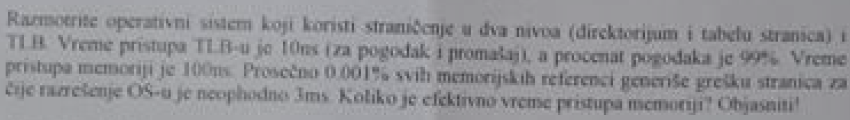 Razmotrite operativni sistem koji koristi straničenje u dva nivoa (direktorijum i tabelu stranica) i
TLB. Vreme pristupa TLB-u je 10ns (za pogodak i promašaj), a procenat pogodaka je 99%. Vreme
pristupa memoriji je 100ns. Prosečno 0.001% svih memorijskih referenci generiše grešku stranica za
čije razrešenje OS-u je neophodno 3ms. Koliko je efektivno vreme pristupa memoriji? Objasniti!